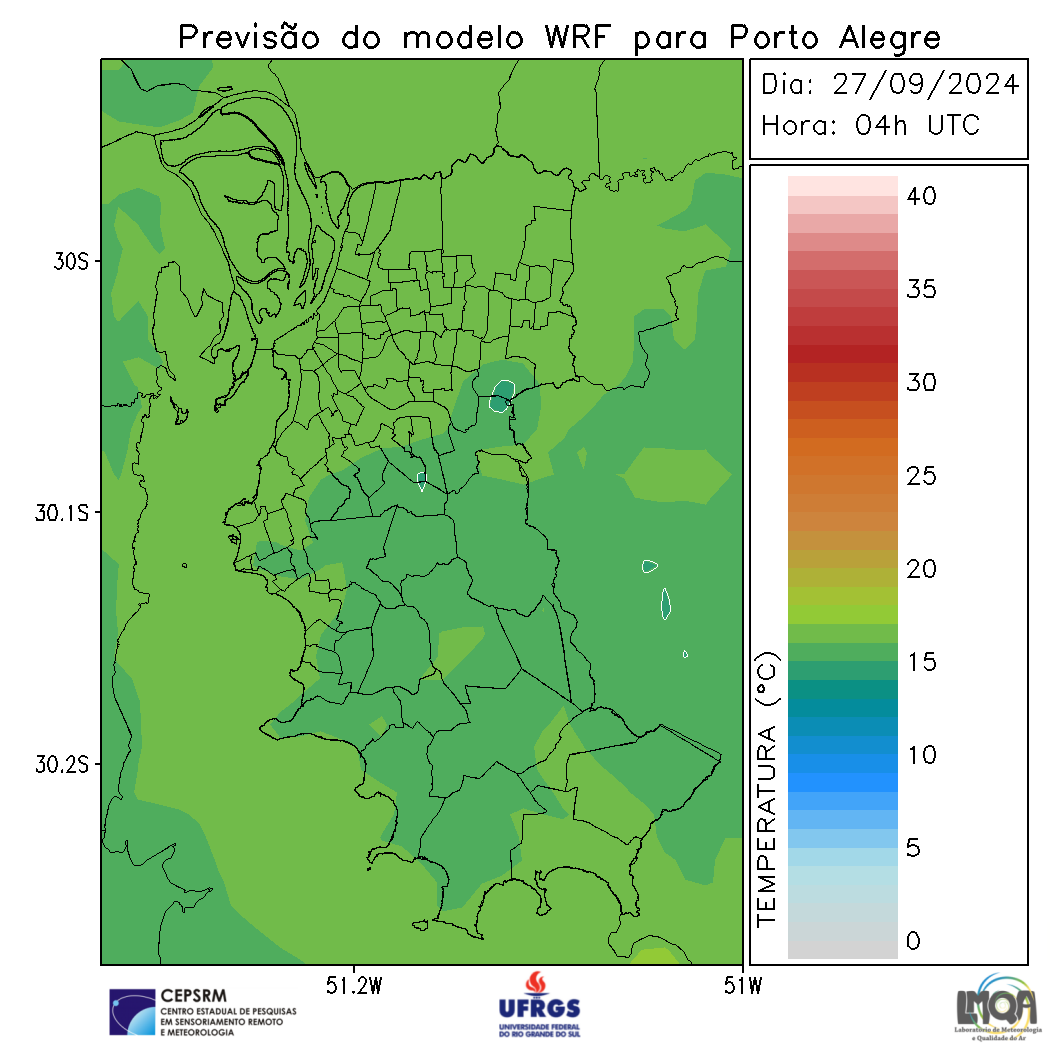 Previsão do modelo WRF para Porto Alegre
Dia: 27/09/2024
Hora: 04h UTC
30S
30.1S
30.2S
51.2W
51W
TEMPERATURA (°C)
40
35
30
25
20
15
10
5
0
CEPSRM
CENTRO ESTADUAL DE PESQUISAS
EM SENSORIAMENTO REMOTO
E METEOROLOGIA
UFRGS
UNIVERSIDADE FEDERAL
DO RIO GRANDE DO SUL
LMQA
Laboratório de Meteorologia
e Qualidade do Ar